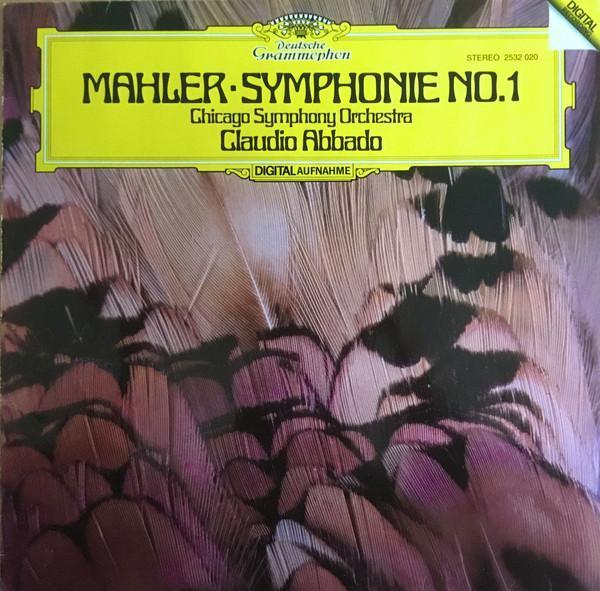 Deutsche
Grammophon
STEREO 2532 020
MAHLER·SYMPHONIE NO.1
Chicago Symphony Orchestra
Claudio Abbado
DIGITAL AUFNAHME
DIGITAL